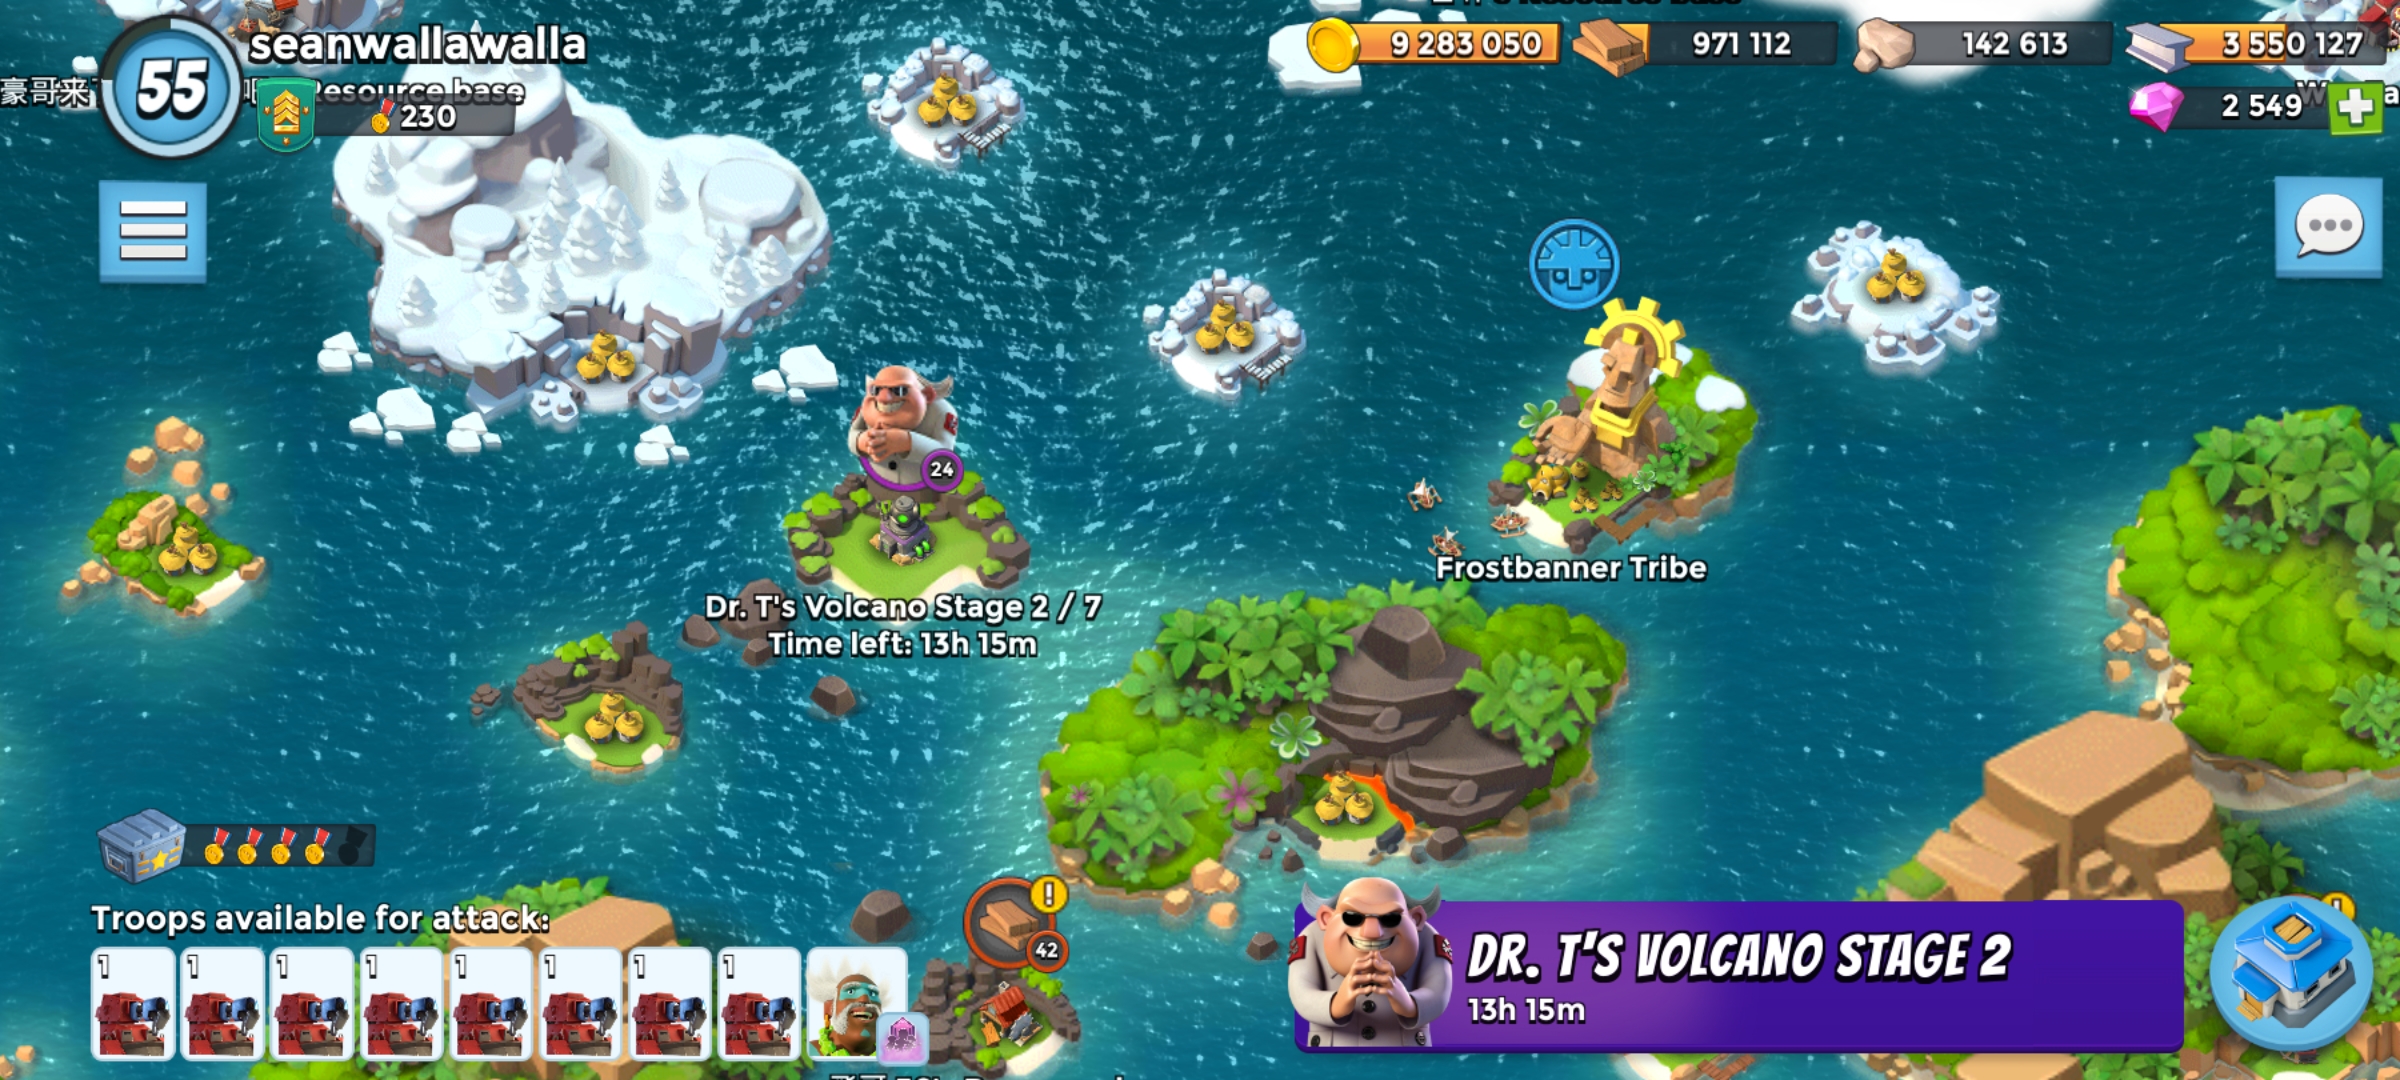 seanwallawalla
55
豪哥来
Resource base
230
9 283 050
971 112
142 613
3 550 127
2 549
24
Dr. T's Volcano Stage 2 / 7
Time left: 13h 15m
Frostbanner Tribe
Troops available for attack:
1
1
1
1
1
1
1
1
!
42
DR. T'S VOLCANO STAGE 2
13h 15m